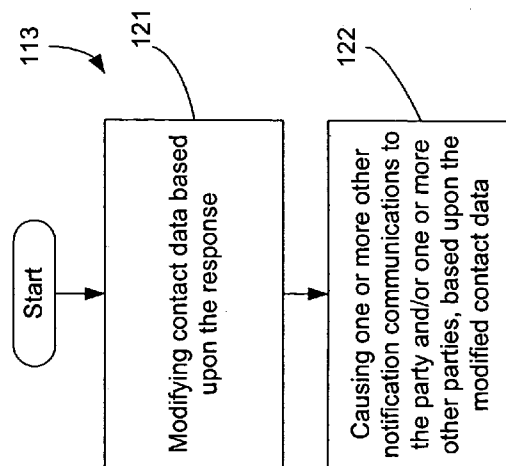 113
Start
121
Modifying contact data based
upon the response
122
Causing one or more other
notification communications to
the party and/or one or more
other parties, based upon the
modified contact data